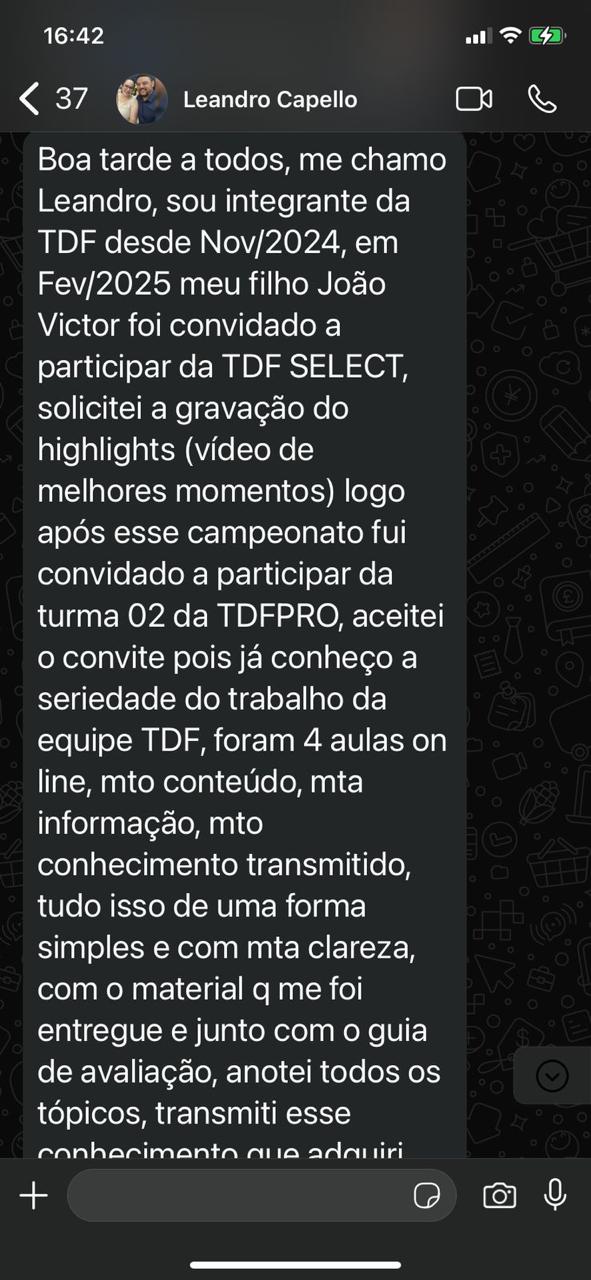 16:42
37
Leandro Capello
Boa tarde a todos, me chamo
Leandro, sou integrante da
TDF desde Nov/2024, em
Fev/2025 meu filho João
Victor foi convidado a
participar da TDF SELECT,
solicitei a gravação do
highlights (vídeo de
melhores momentos) logo
após esse campeonato fui
convidado a participar da
turma 02 da TDFPRO, aceitei
o convite pois já conheço a
seriedade do trabalho da
equipe TDF, foram 4 aulas on
line, mto conteúdo, mta
informação, mto
conhecimento transmitido,
tudo isso de uma forma
simples e com mta clareza,
com o material q me foi
entregue e junto com o guia
de avaliação, anotei todos os
tópicos, transmiti esse
conhecimento que adquiri